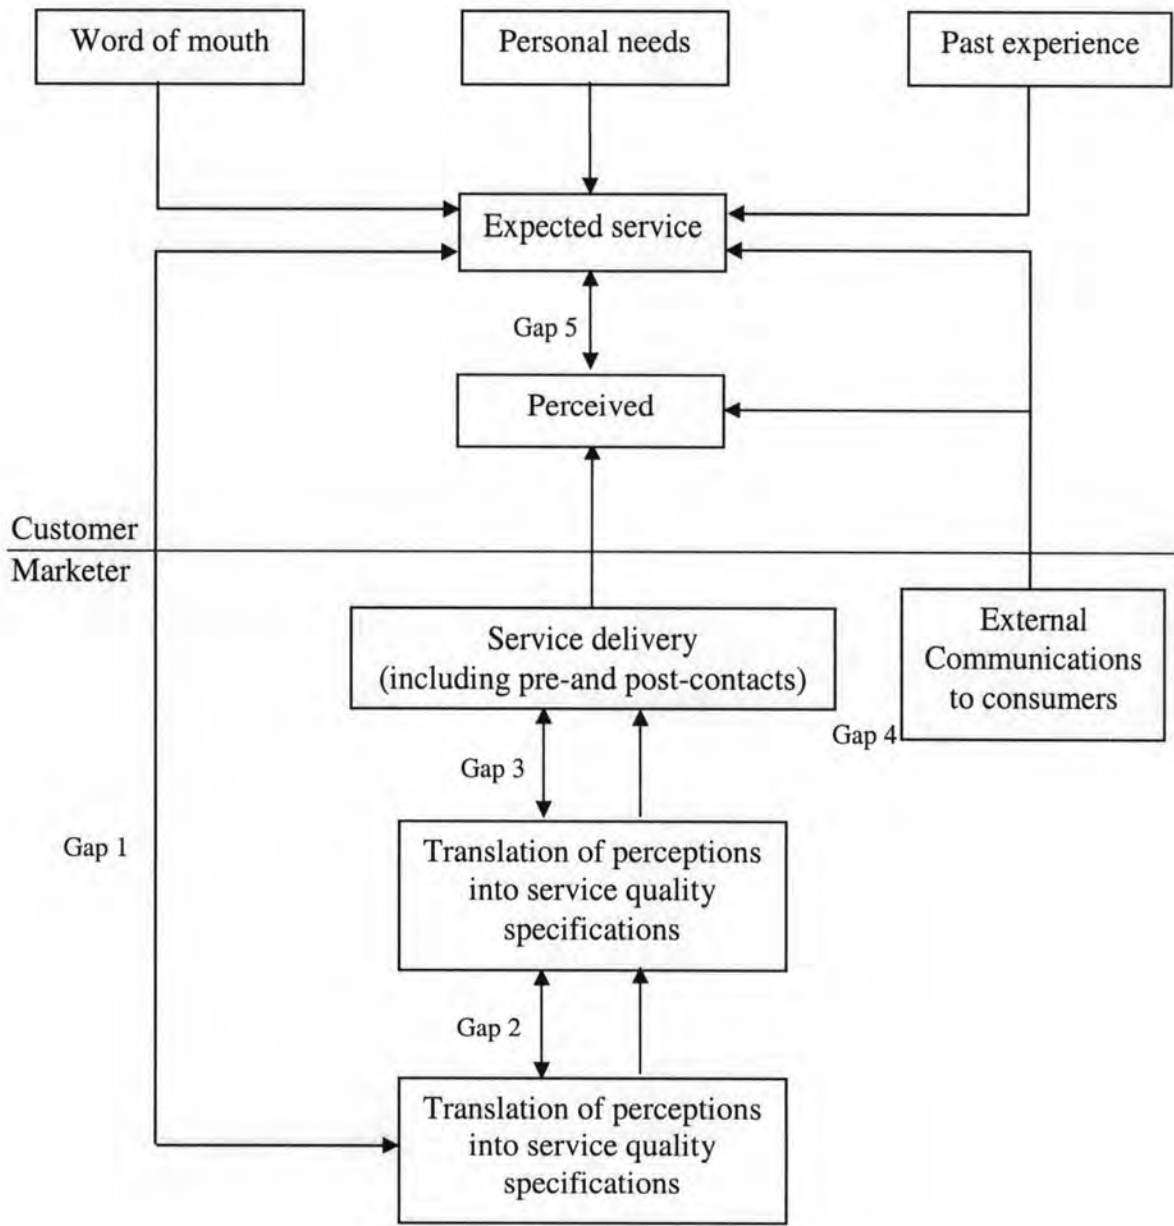 Word of mouth
Personal needs
Past experience
Expected service
Gap 5
Perceived
Customer
Marketer
Service delivery
(including pre-and post-contacts)
External
Communications
to consumers
Gap 4
Gap 3
Gap 1
Translation of perceptions
into service quality
specifications
Gap 2
Translation of perceptions
into service quality
specifications